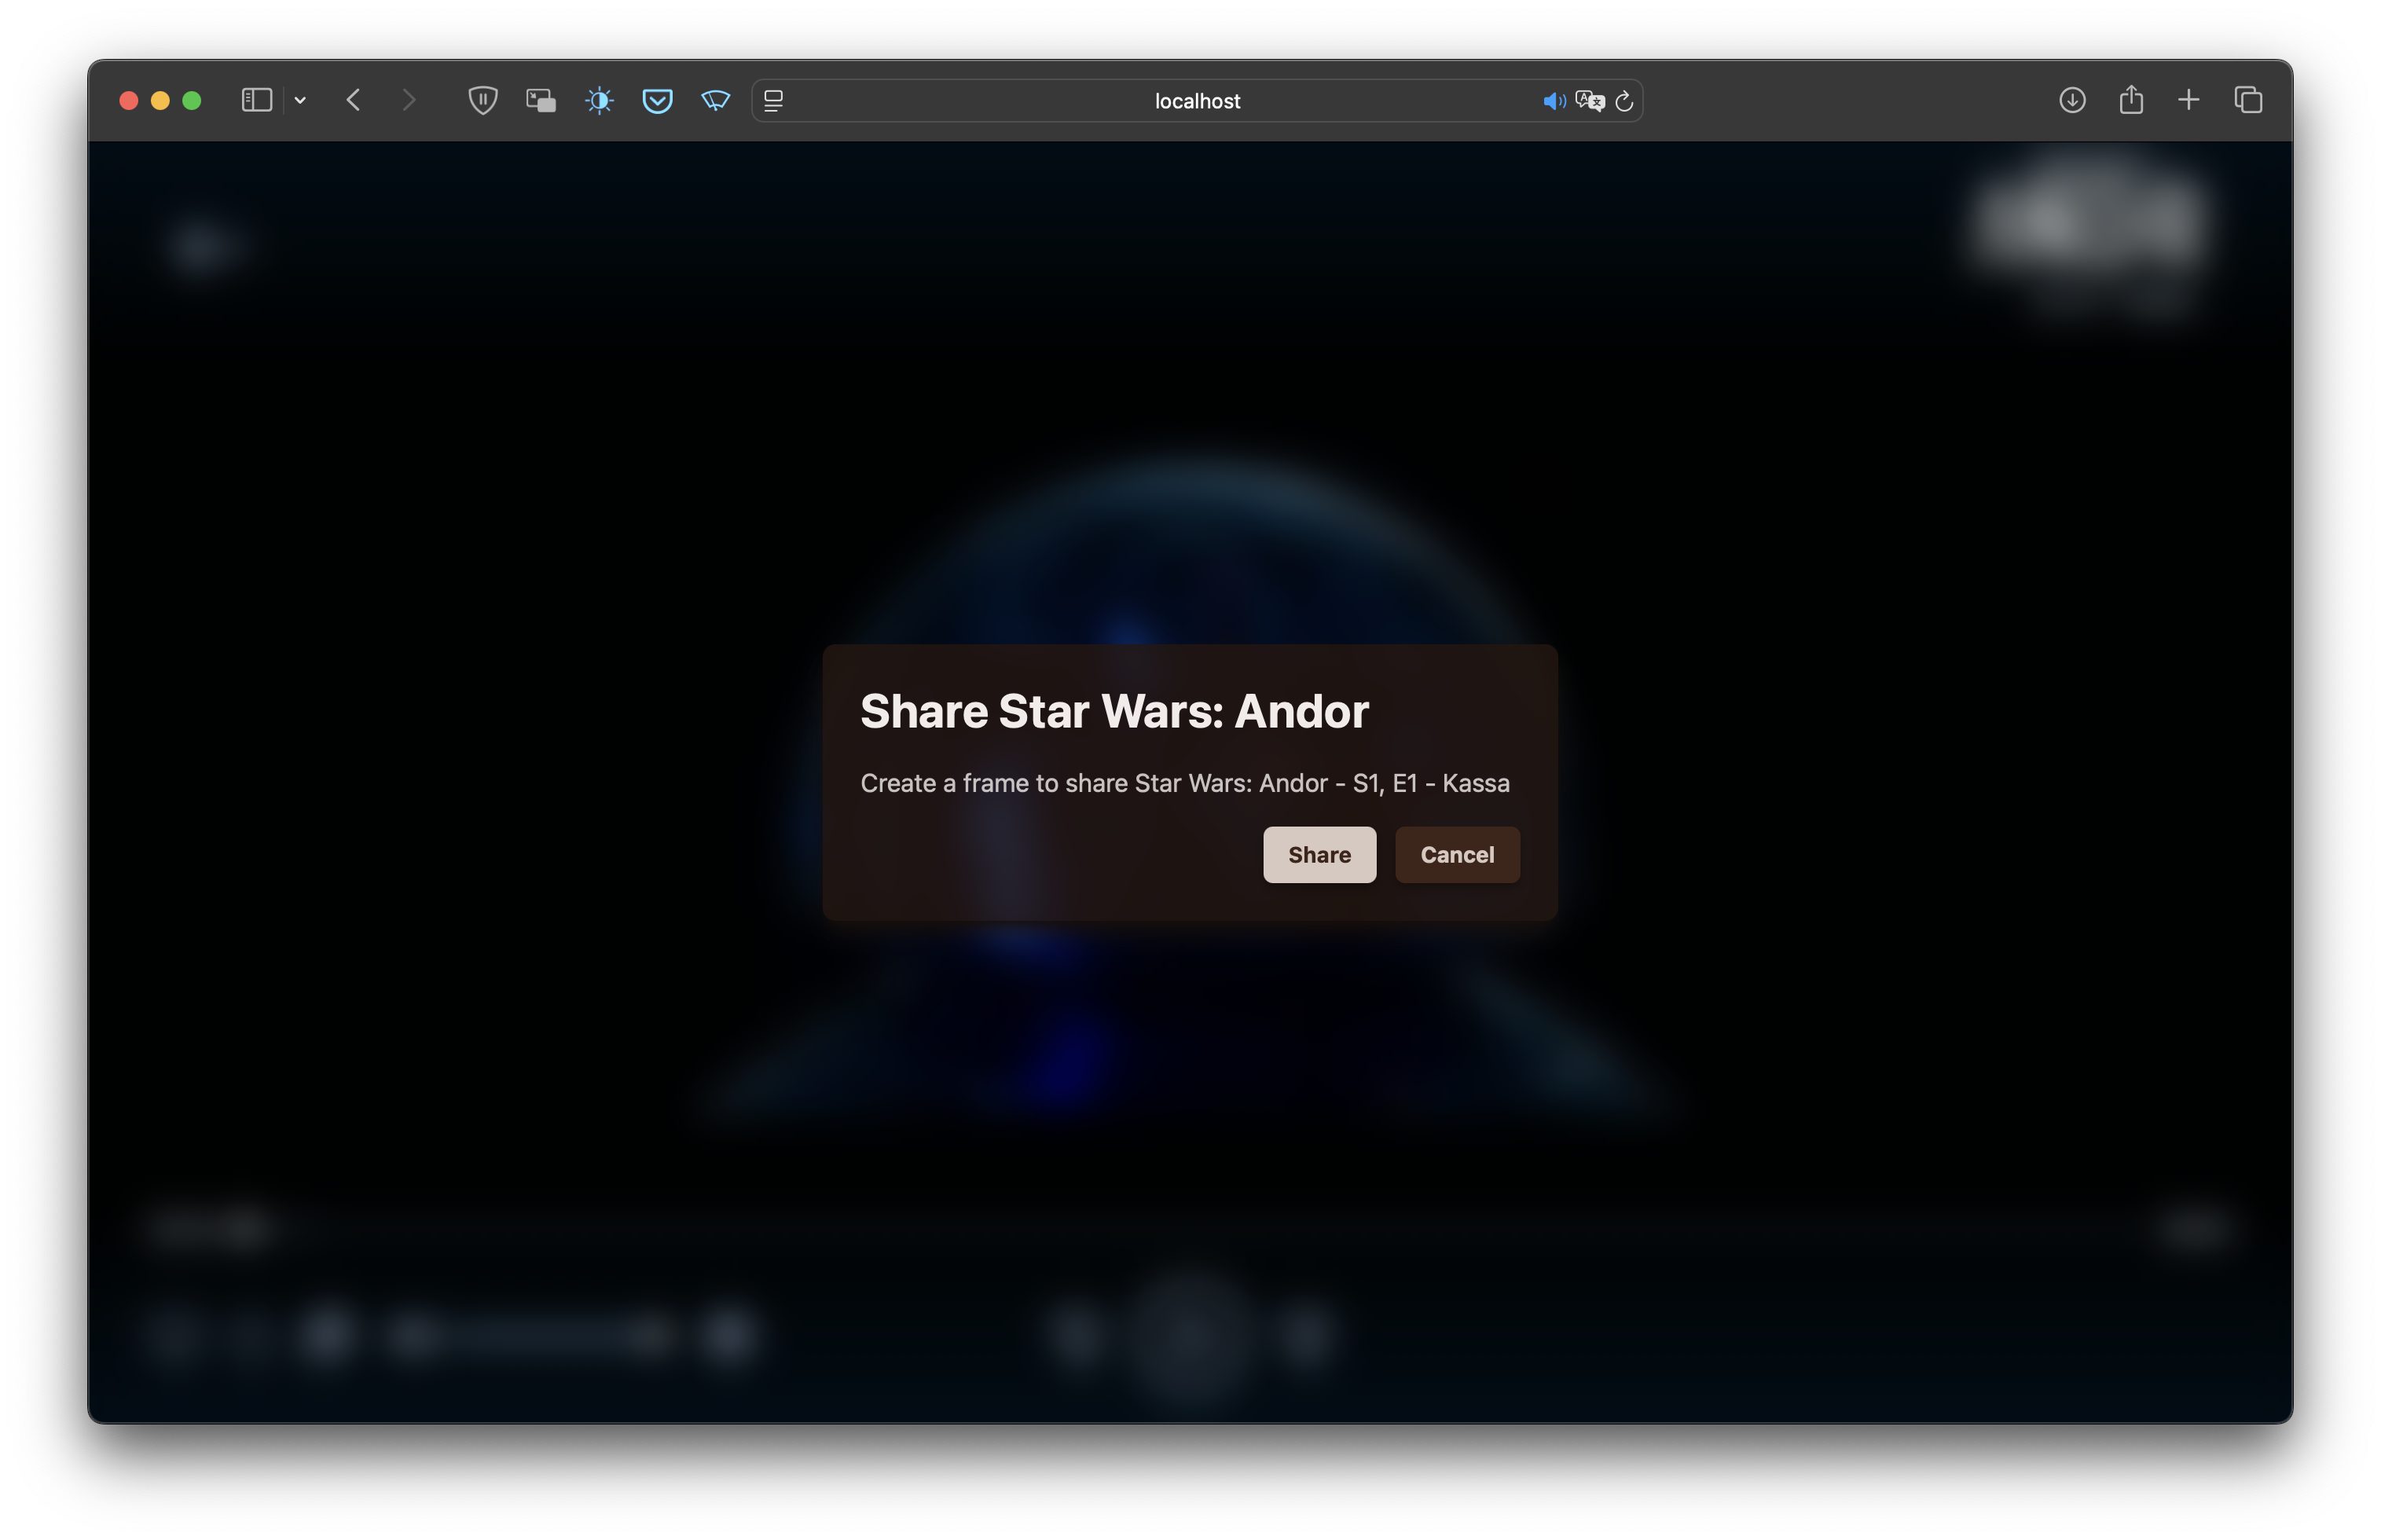 localhost
Share Star Wars: Andor
Create a frame to share Star Wars: Andor - S1, E1 - Kassa
Share
Cancel